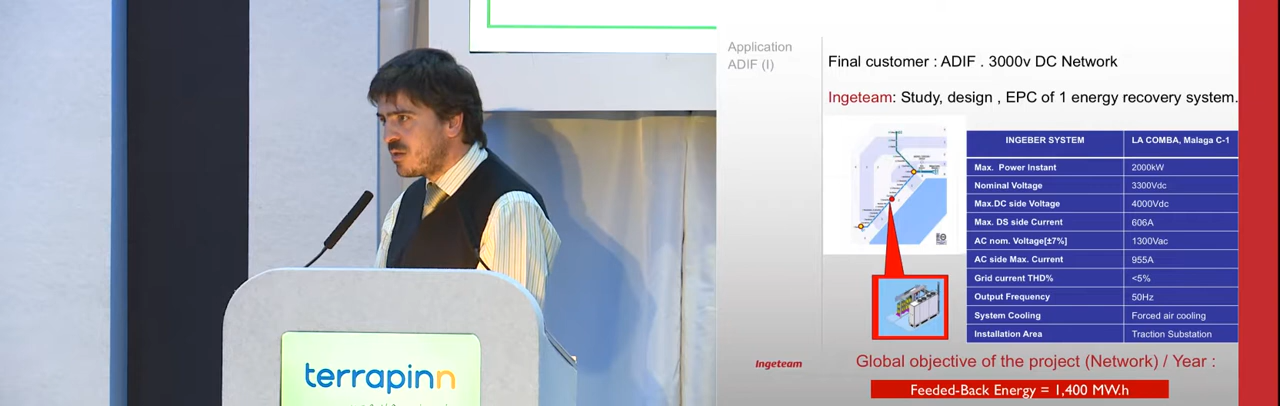 terrapinn
Application
ADIF (I)
Final customer : ADIF . 3000v DC Network
Ingeteam: Study, design , EPC of 1 energy recovery system.
INGEBER SYSTEM LA COMBA, Malaga C-1
Max. Power Instant 2000kW
Nominal Voltage 3300Vdc
Max.DC side Voltage 4000Vdc
Max. DS side Current 606A
AC nom. Voltage[±7%] 1300Vac
AC side Max. Current 955A
Grid current THD% <5%
Output Frequency 50Hz
System Cooling Forced air cooling
Installation Area Traction Substation
Ingeteam
Global objective of the project (Network) / Year :
Feeded-Back Energy = 1,400 MW.h